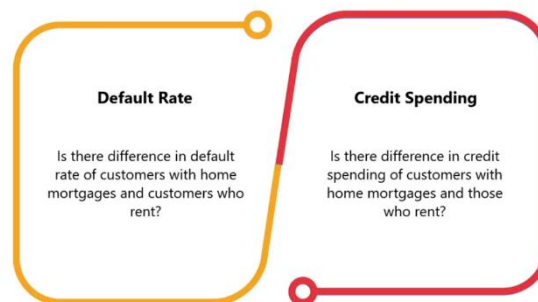 Default Rate
Is there difference in default
rate of customers with home
mortgages and customers who
rent?
Credit Spending
Is there difference in credit
spending of customers with
home mortgages and those
who rent?